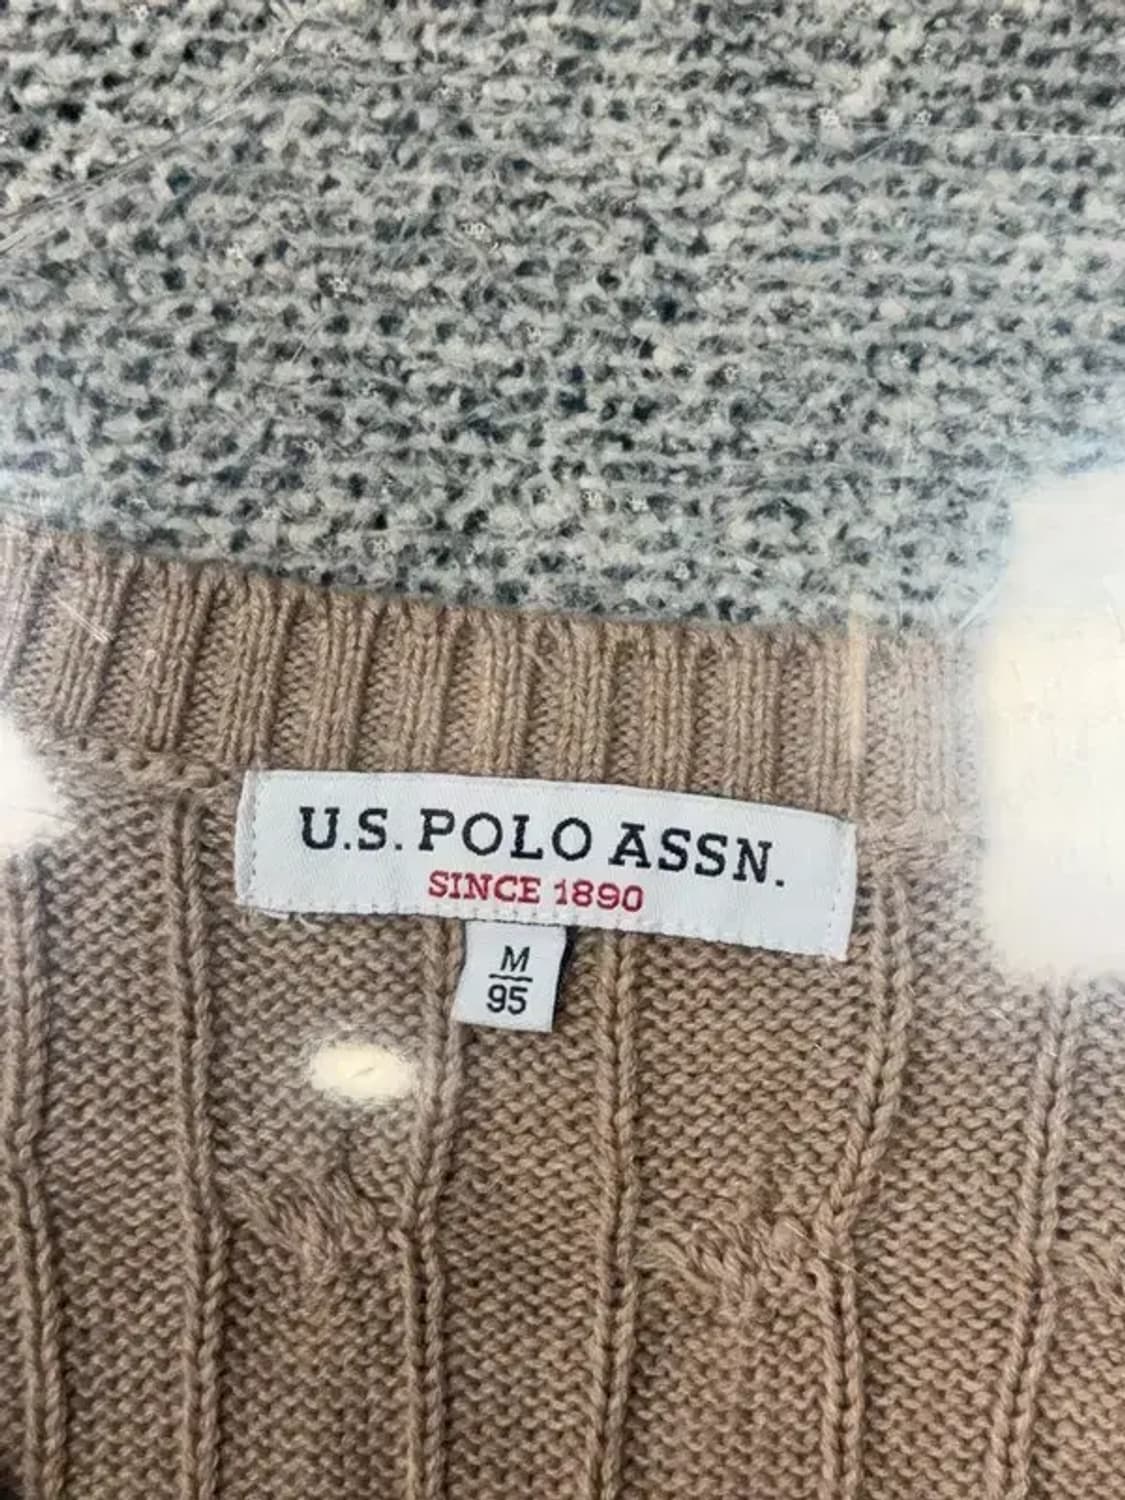 U.S. POLO ASSN.
SINCE 1890
M
95